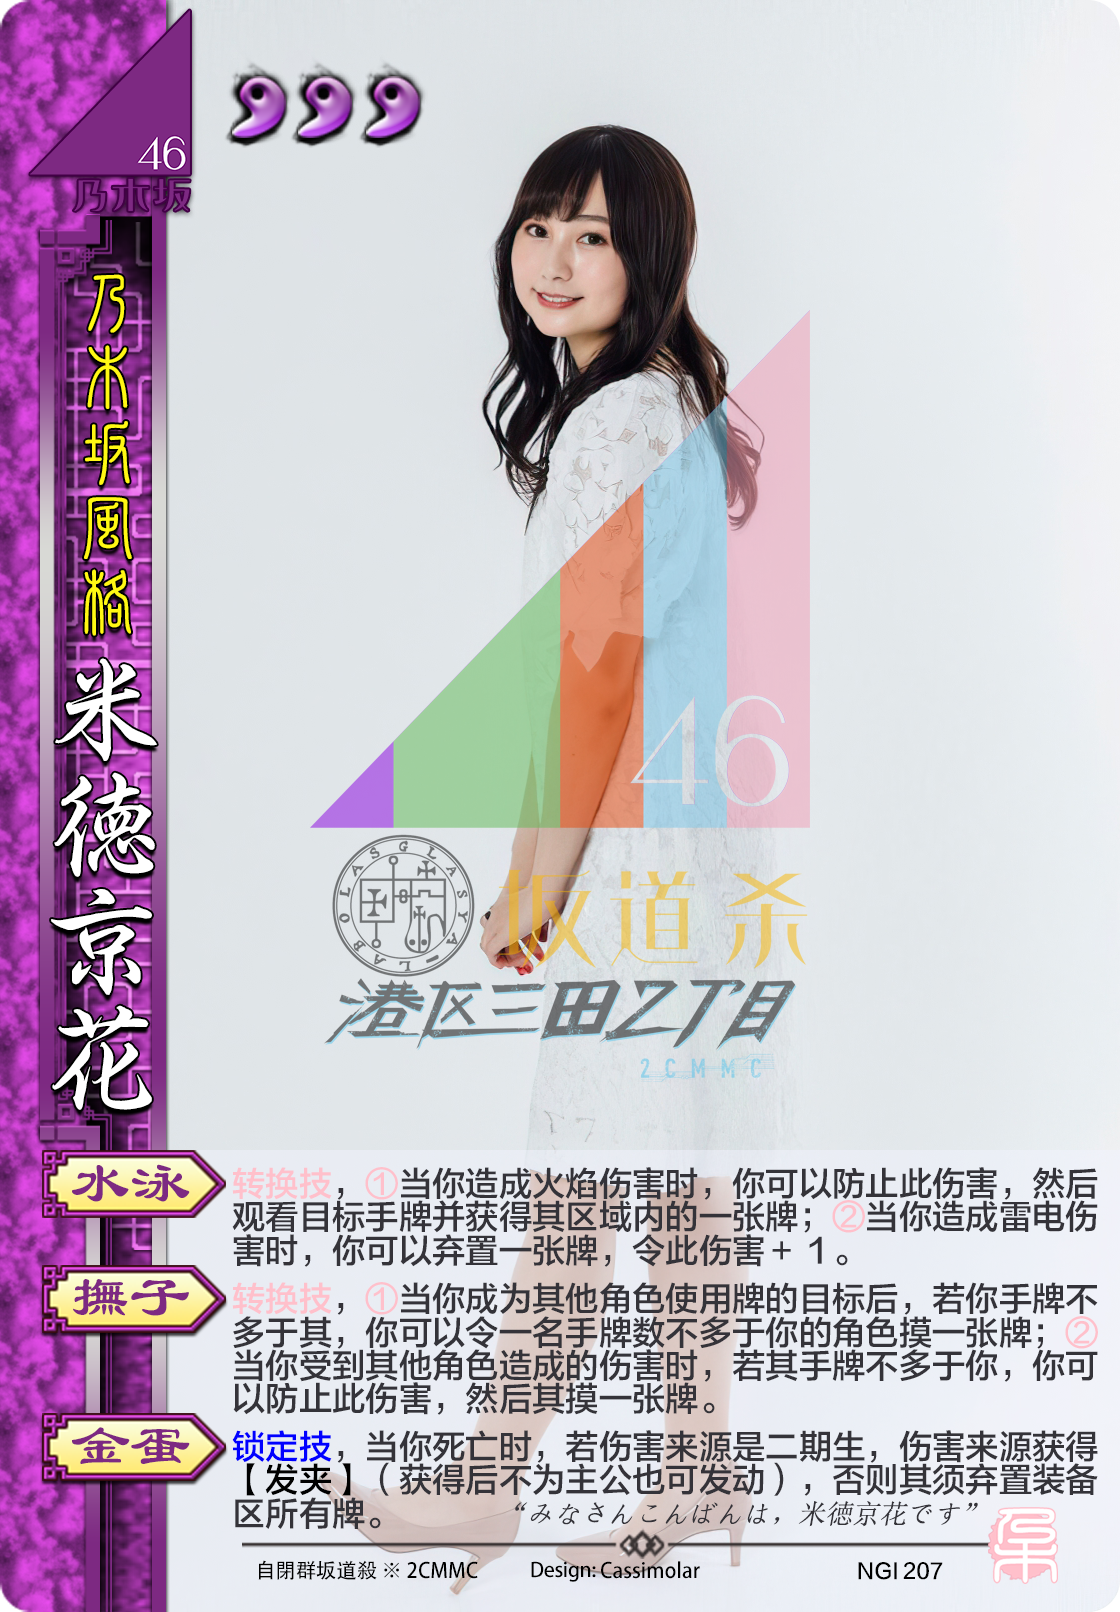 46
乃木坂
乃木坂風格
米徳京花
46
GLASYA-LABOLAS
坂道杀
港区三田2丁目
2CMMC
水泳
转换技，①当你造成火焰伤害时，你可以防止此伤害，然后
观看目标手牌并获得其区域内的一张牌；②当你造成雷电伤
害时，你可以弃置一张牌，令此伤害＋１。
撫子
转换技，①当你成为其他角色使用牌的目标后，若你手牌不
多于其，你可以令一名手牌数不多于你的角色摸一张牌；②
当你受到其他角色造成的伤害时，若其手牌不多于你，你可
以防止此伤害，然后其摸一张牌。
金蛋
锁定技，当你死亡时，若伤害来源是二期生，伤害来源获得
【发夹】（获得后不为主公也可发动），否则其须弃置装备
区所有牌。
“みなさんこんばんは，米徳京花です”
自閉群坂道殺 ※ 2CMMC
Design: Cassimolar
NGI 207